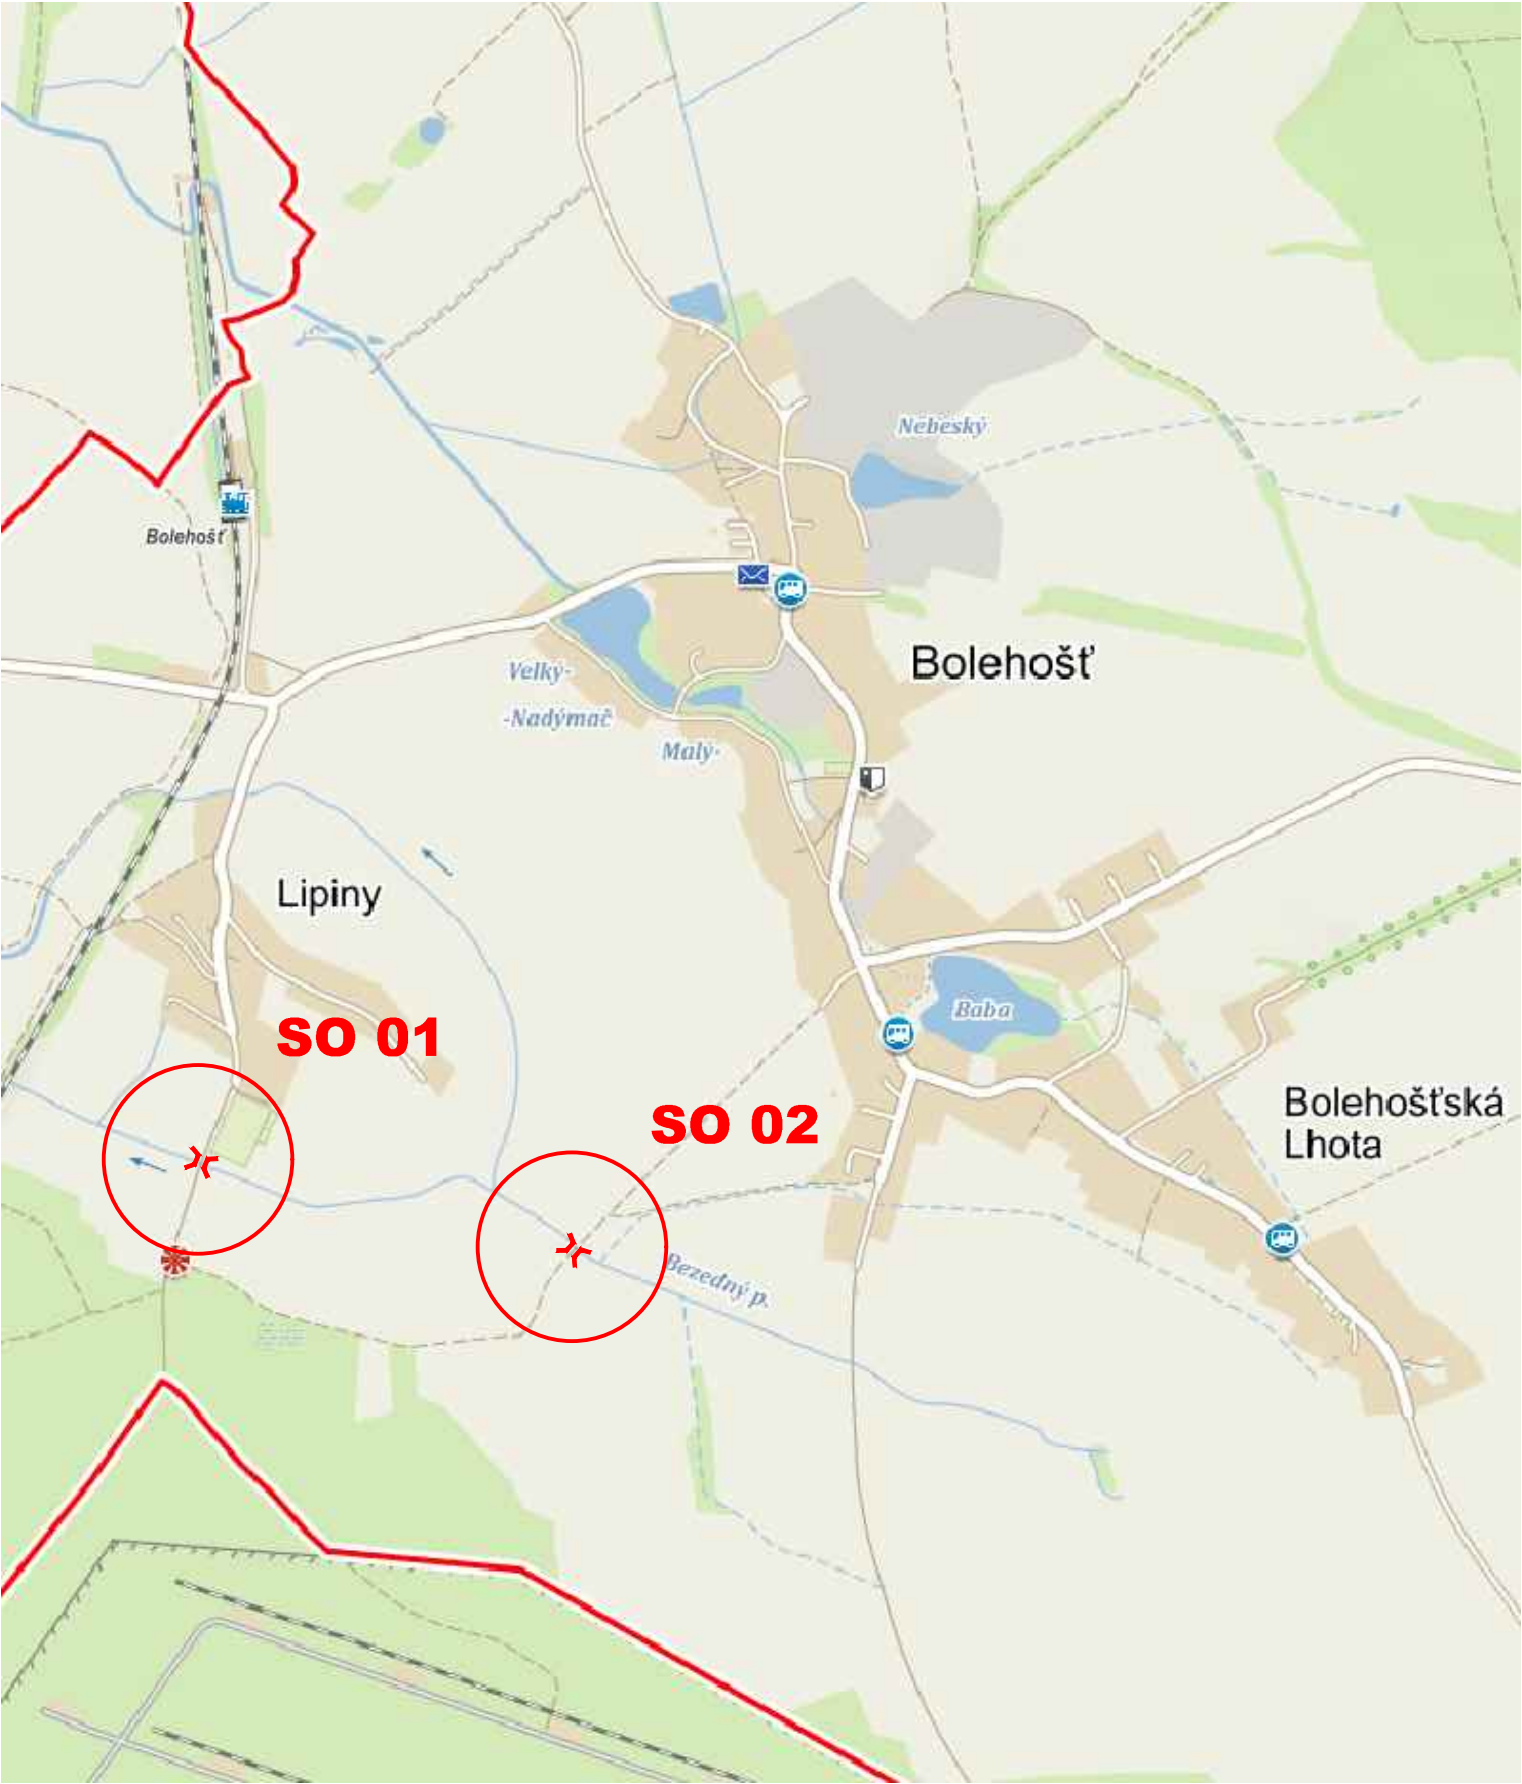 Nebeský
Bolehošť
Bolehošť
Velký-
-Nadýmač
Malý-
Lipiny
Baba
SO 01
SO 02
Bolehošťská
Lhota
Bezedný p.